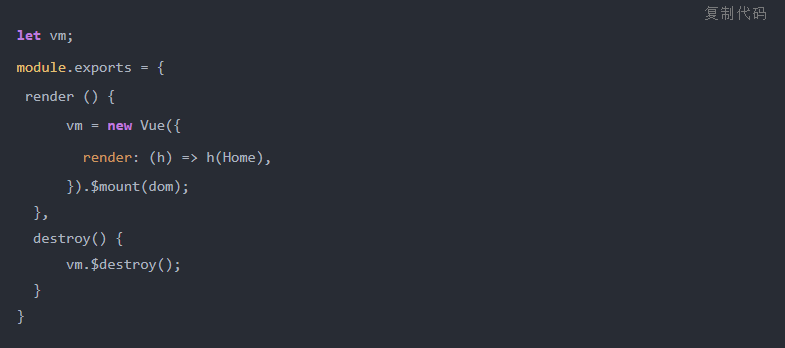 复制代码
let vm;
module.exports = {
 render () {
      vm = new Vue({
        render: (h) => h(Home),
      }).$mount(dom);
  },
  destroy() {
      vm.$destroy();
  }
}